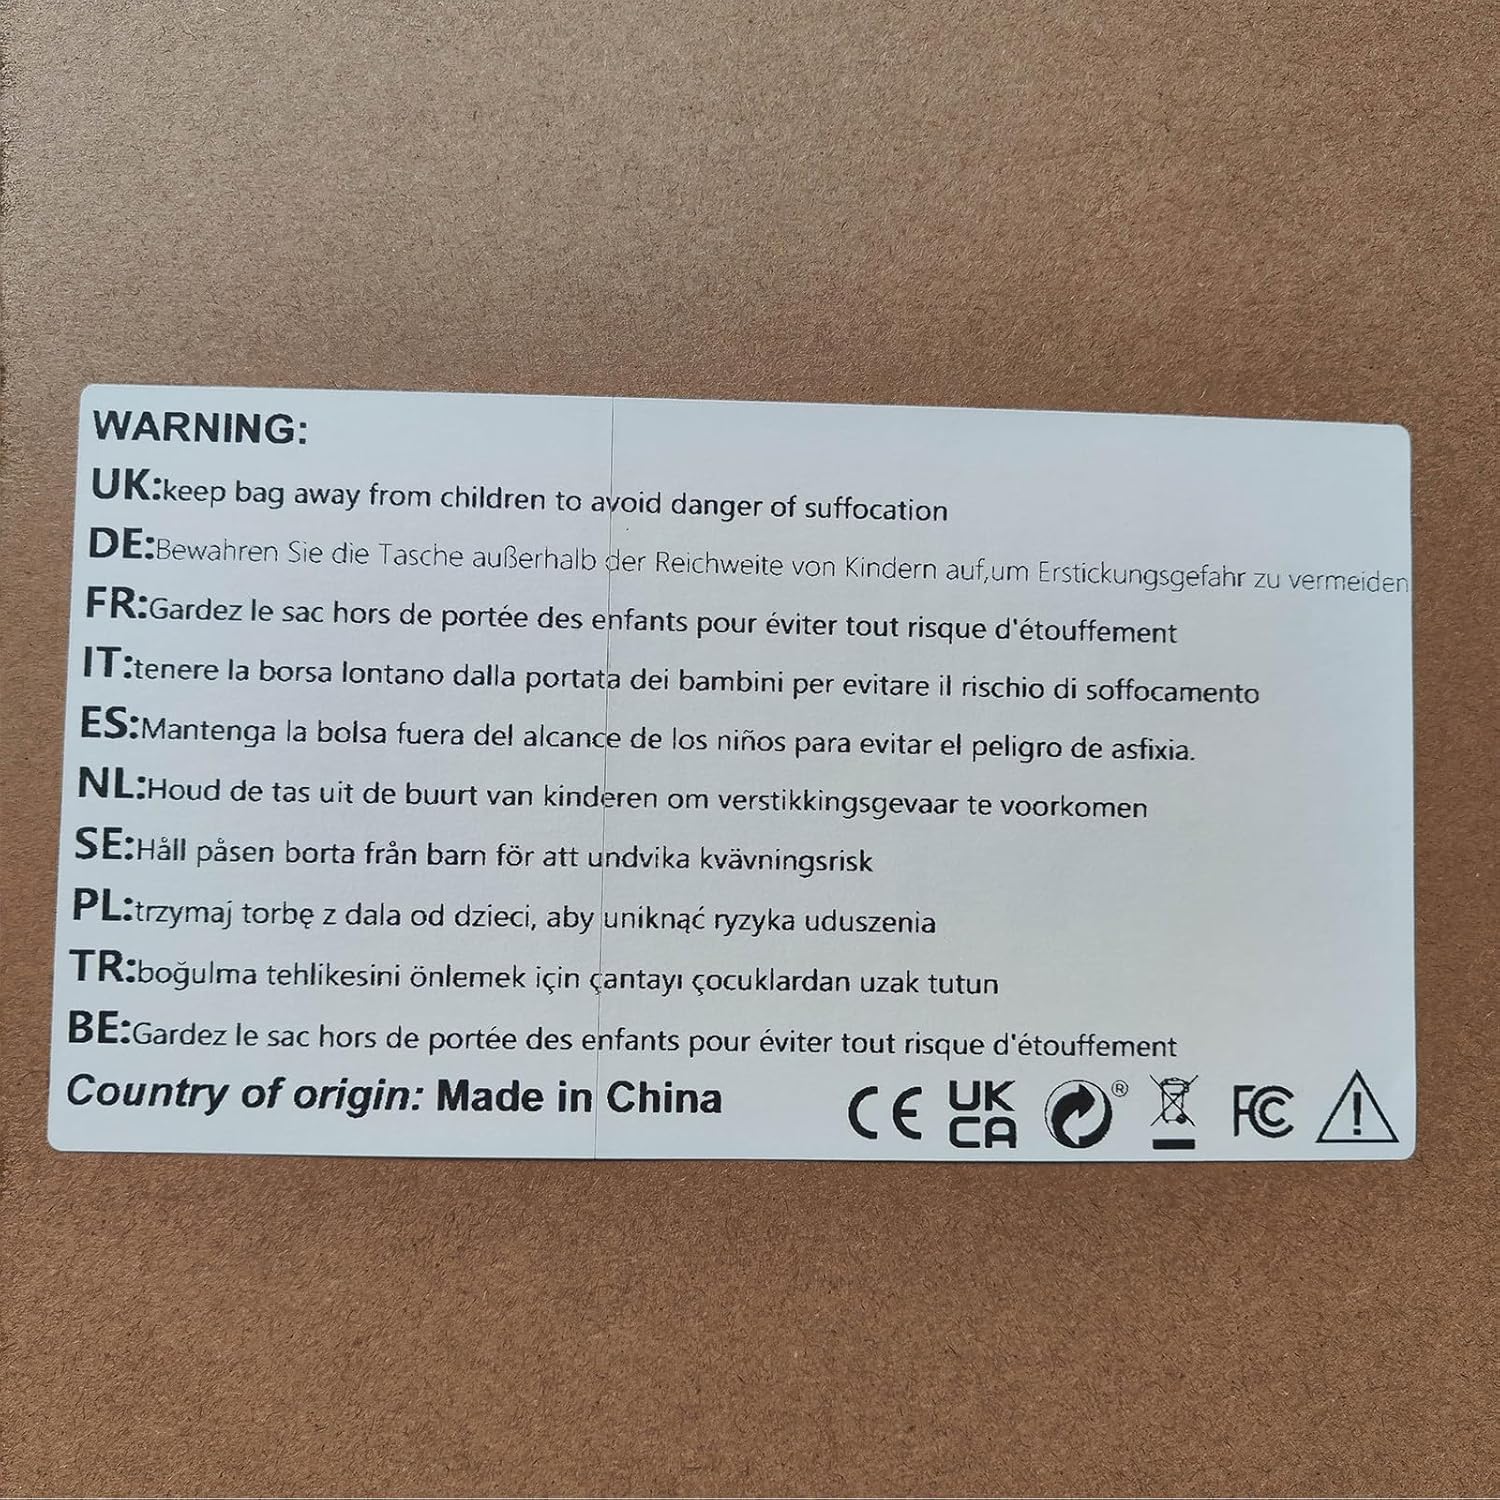 WARNING:
UK:keep bag away from children to avoid danger of suffocation
DE:Bewahren Sie die Tasche außerhalb der Reichweite von Kindern auf,um Erstickungsgefahr zu vermeiden
FR:Gardez le sac hors de portée des enfants pour éviter tout risque d'étouffement
IT:tenere la borsa lontano dalla portata dei bambini per evitare il rischio di soffocamento
ES:Mantenga la bolsa fuera del alcance de los niños para evitar el peligro de asfixia.
NL:Houd de tas uit de buurt van kinderen om verstikkingsgevaar te voorkomen
SE:Håll påsen borta från barn för att undvika kvävningsrisk
PL:trzymaj torbę z dala od dzieci, aby uniknąć ryzyka uduszenia
TR:boğulma tehlikesini önlemek için çantayı çocuklardan uzak tutun
BE:Gardez le sac hors de portée des enfants pour éviter tout risque d'étouffement
Country of origin: Made in China
CE UK CA ® FC !